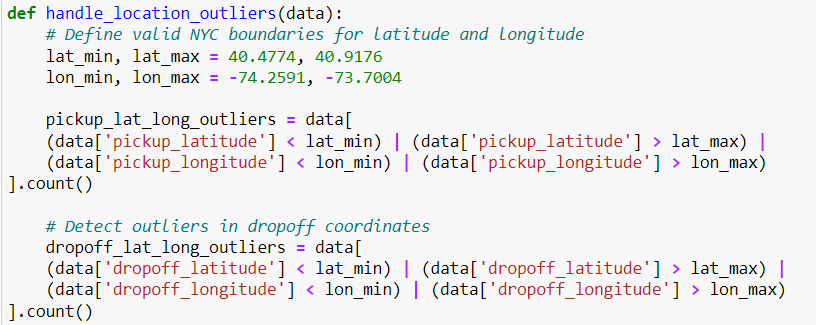 def handle_location_outliers(data):
    # Define valid NYC boundaries for latitude and longitude
    lat_min, lat_max = 40.4774, 40.9176
    lon_min, lon_max = -74.2591, -73.7004

    pickup_lat_long_outliers = data[
    (data['pickup_latitude'] < lat_min) | (data['pickup_latitude'] > lat_max) |
    (data['pickup_longitude'] < lon_min) | (data['pickup_longitude'] > lon_max)
].count()

    # Detect outliers in dropoff coordinates
    dropoff_lat_long_outliers = data[
    (data['dropoff_latitude'] < lat_min) | (data['dropoff_latitude'] > lat_max) |
    (data['dropoff_longitude'] < lon_min) | (data['dropoff_longitude'] > lon_max)
].count()